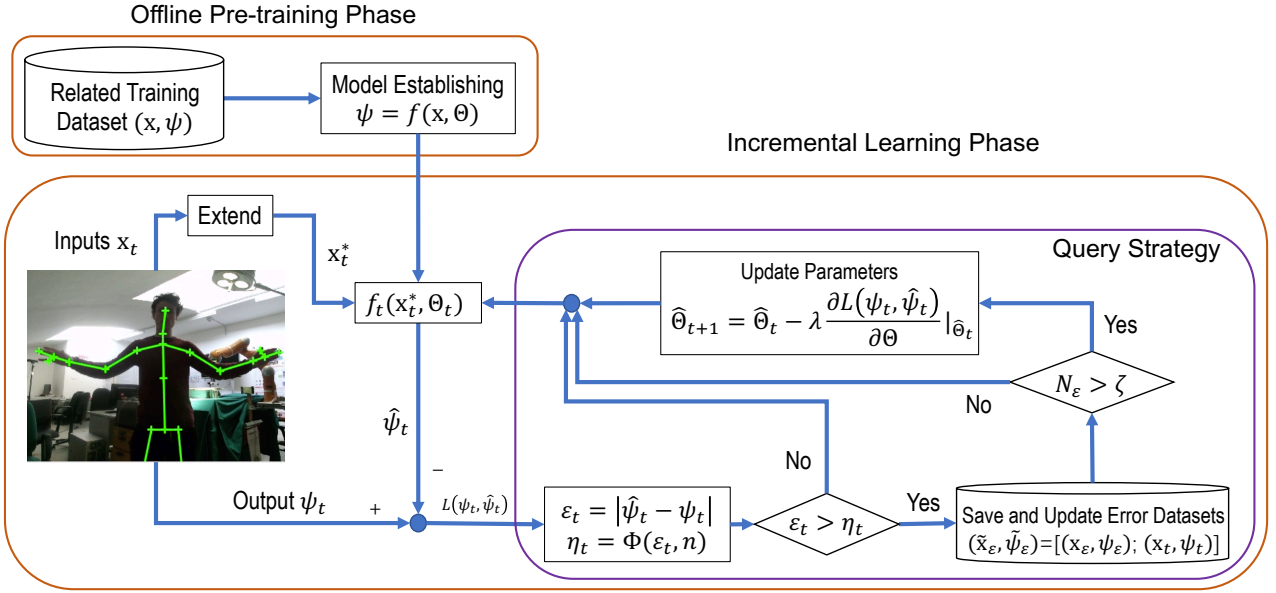 Offline Pre-training Phase
Related Training
Dataset (x, ψ)
Model Establishing
ψ = f(x, Θ)
Incremental Learning Phase
Extend
Inputs x_t
x_t^*
f_t(x_t^*, Θ_t)
Query Strategy
Update Parameters
Θ̂_{t+1} = Θ̂_t − λ ∂L(ψ_t, ψ̂_t)/∂Θ |_{Θ̂_t}
Yes
N_ε > ζ
No
ψ̂_t
−
No
Output ψ_t
+
L(ψ_t, ψ̂_t)
ε_t = |ψ̂_t − ψ_t|
η_t = Φ(ε_t, n)
ε_t > η_t
Yes
Save and Update Error Datasets
(x̃_ε, ψ̃_ε)=[(x_ε, ψ_ε); (x_t, ψ_t)]